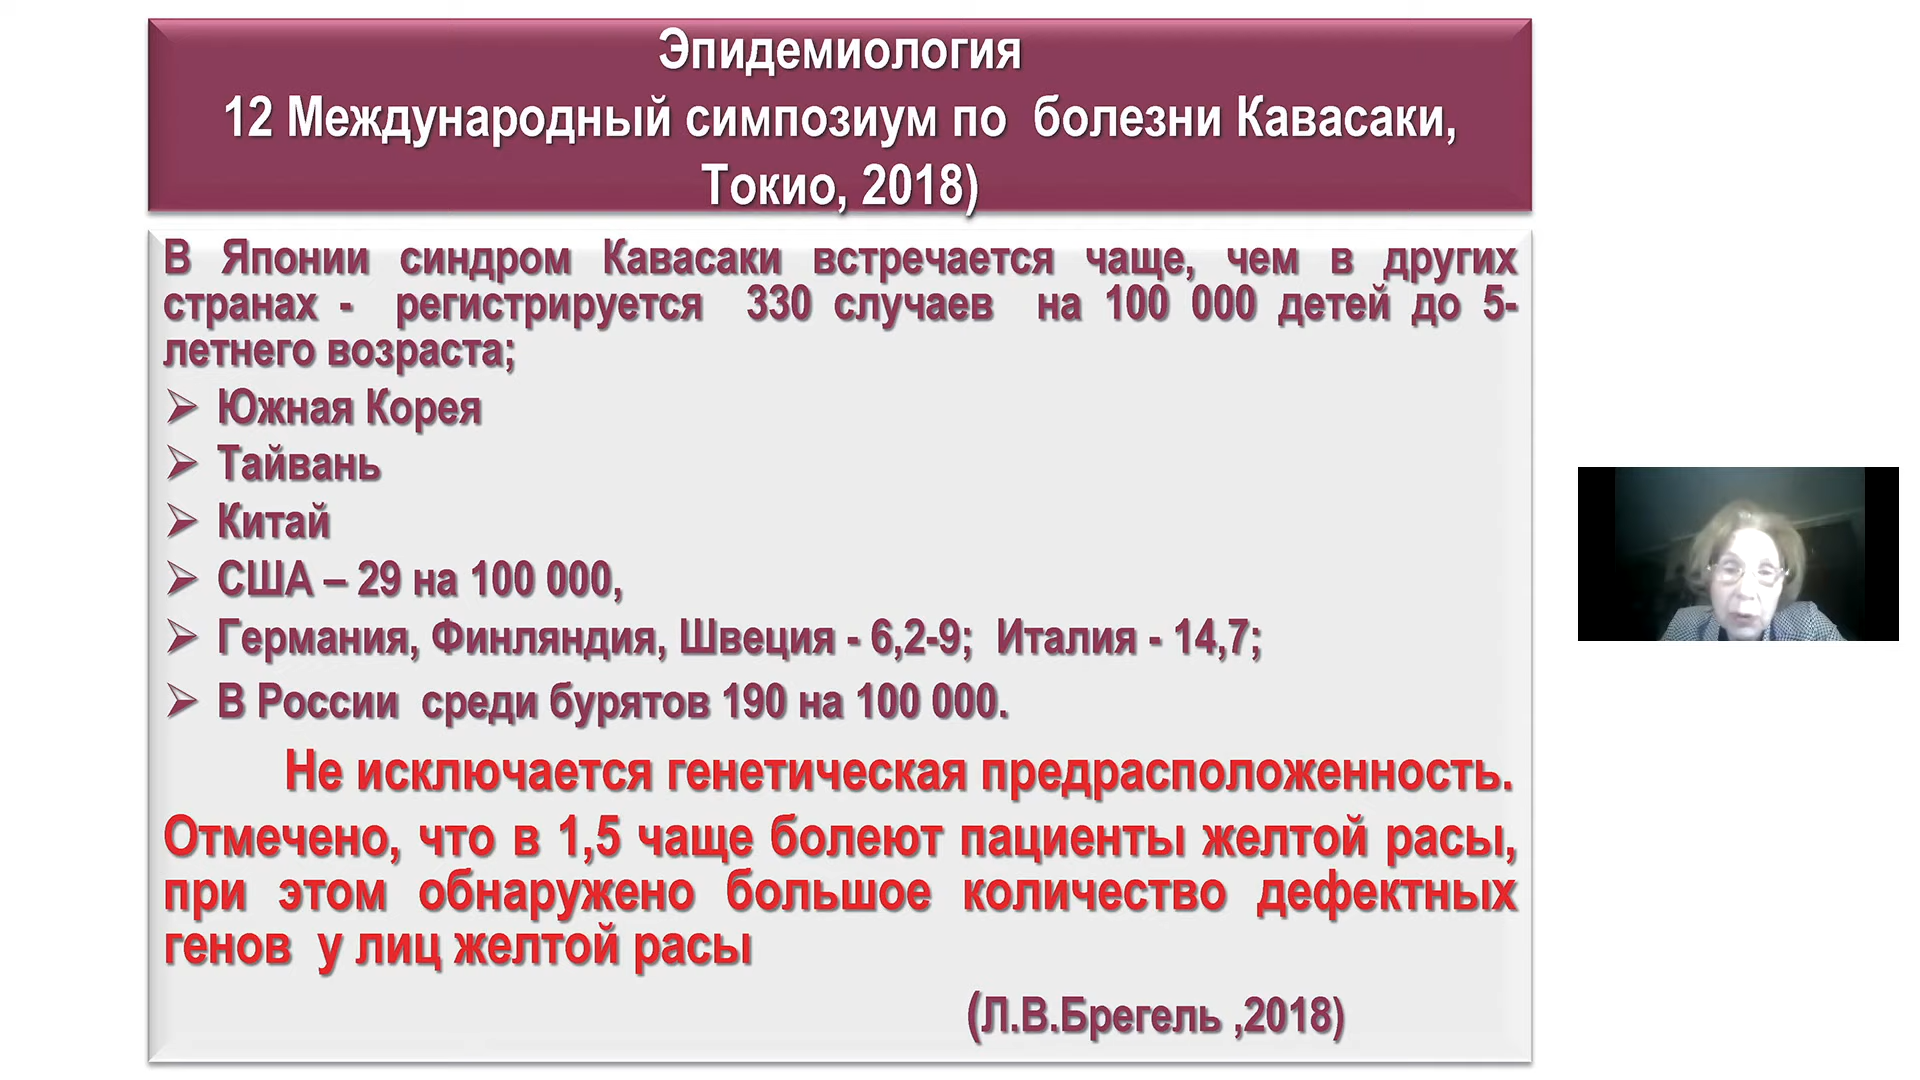 Эпидемиология
12 Международный симпозиум по болезни Кавасаки,
Токио, 2018)
В Японии синдром Кавасаки встречается чаще, чем в других
странах - регистрируется 330 случаев на 100 000 детей до 5-
летнего возраста;
Южная Корея
Тайвань
Китай
США – 29 на 100 000,
Германия, Финляндия, Швеция - 6,2-9; Италия - 14,7;
В России среди бурятов 190 на 100 000.
Не исключается генетическая предрасположенность.
Отмечено, что в 1,5 чаще болеют пациенты желтой расы,
при этом обнаружено большое количество дефектных
генов у лиц желтой расы
(Л.В.Брегель ,2018)